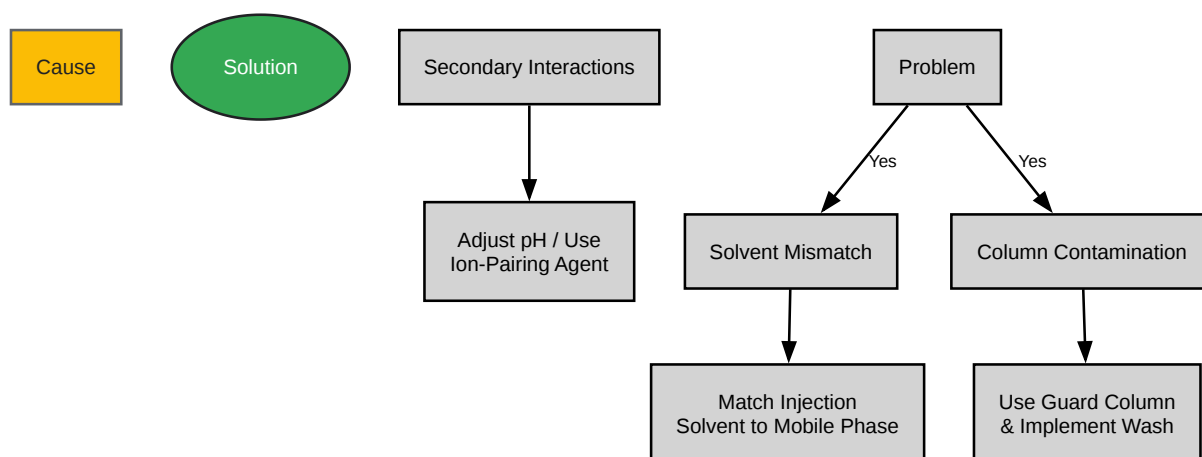 Cause
Solution
Secondary Interactions
Problem
Yes
Yes
Adjust pH / Use
Ion-Pairing Agent
Solvent Mismatch
Column Contamination
Match Injection
Solvent to Mobile Phase
Use Guard Column
& Implement Wash